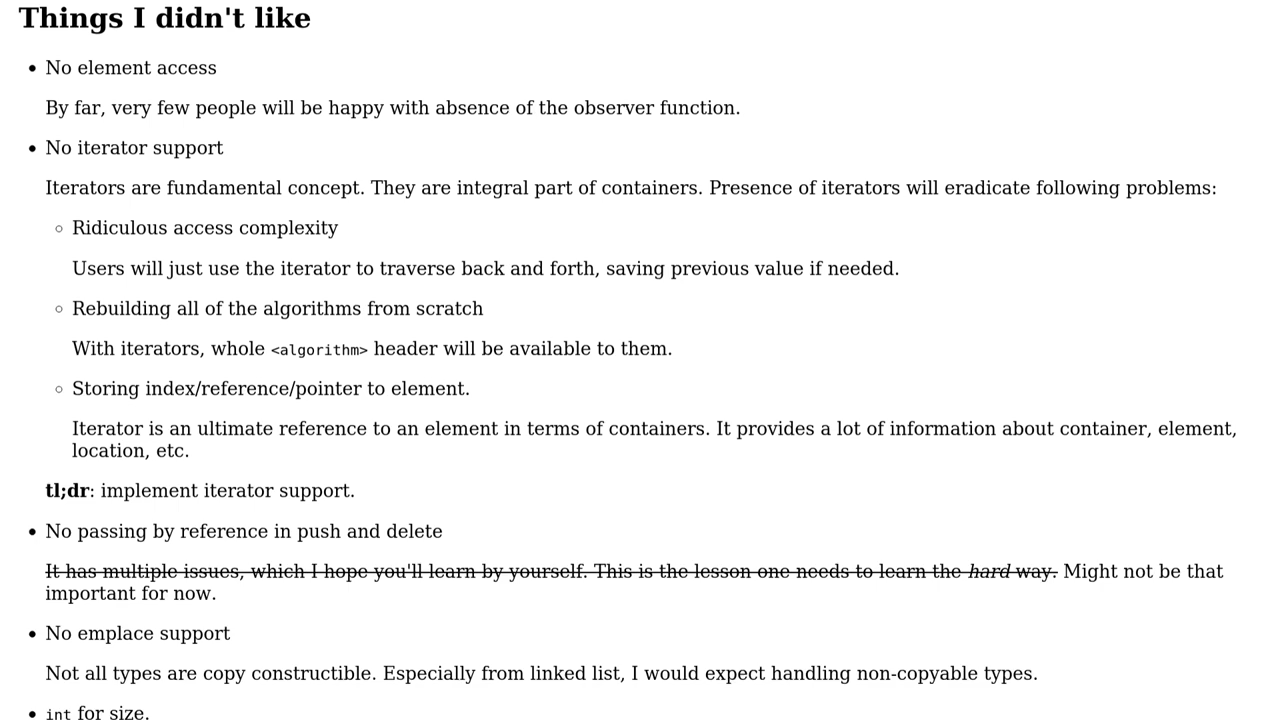 Things I didn't like
No element access
By far, very few people will be happy with absence of the observer function.
No iterator support
Iterators are fundamental concept. They are integral part of containers. Presence of iterators will eradicate following problems:
Ridiculous access complexity
Users will just use the iterator to traverse back and forth, saving previous value if needed.
Rebuilding all of the algorithms from scratch
With iterators, whole <algorithm> header will be available to them.
Storing index/reference/pointer to element.
Iterator is an ultimate reference to an element in terms of containers. It provides a lot of information about container, element,
location, etc.
tl;dr: implement iterator support.
No passing by reference in push and delete
It has multiple issues, which I hope you'll learn by yourself. This is the lesson one needs to learn the hard way. Might not be that
important for now.
No emplace support
Not all types are copy constructible. Especially from linked list, I would expect handling non-copyable types.
int for size.